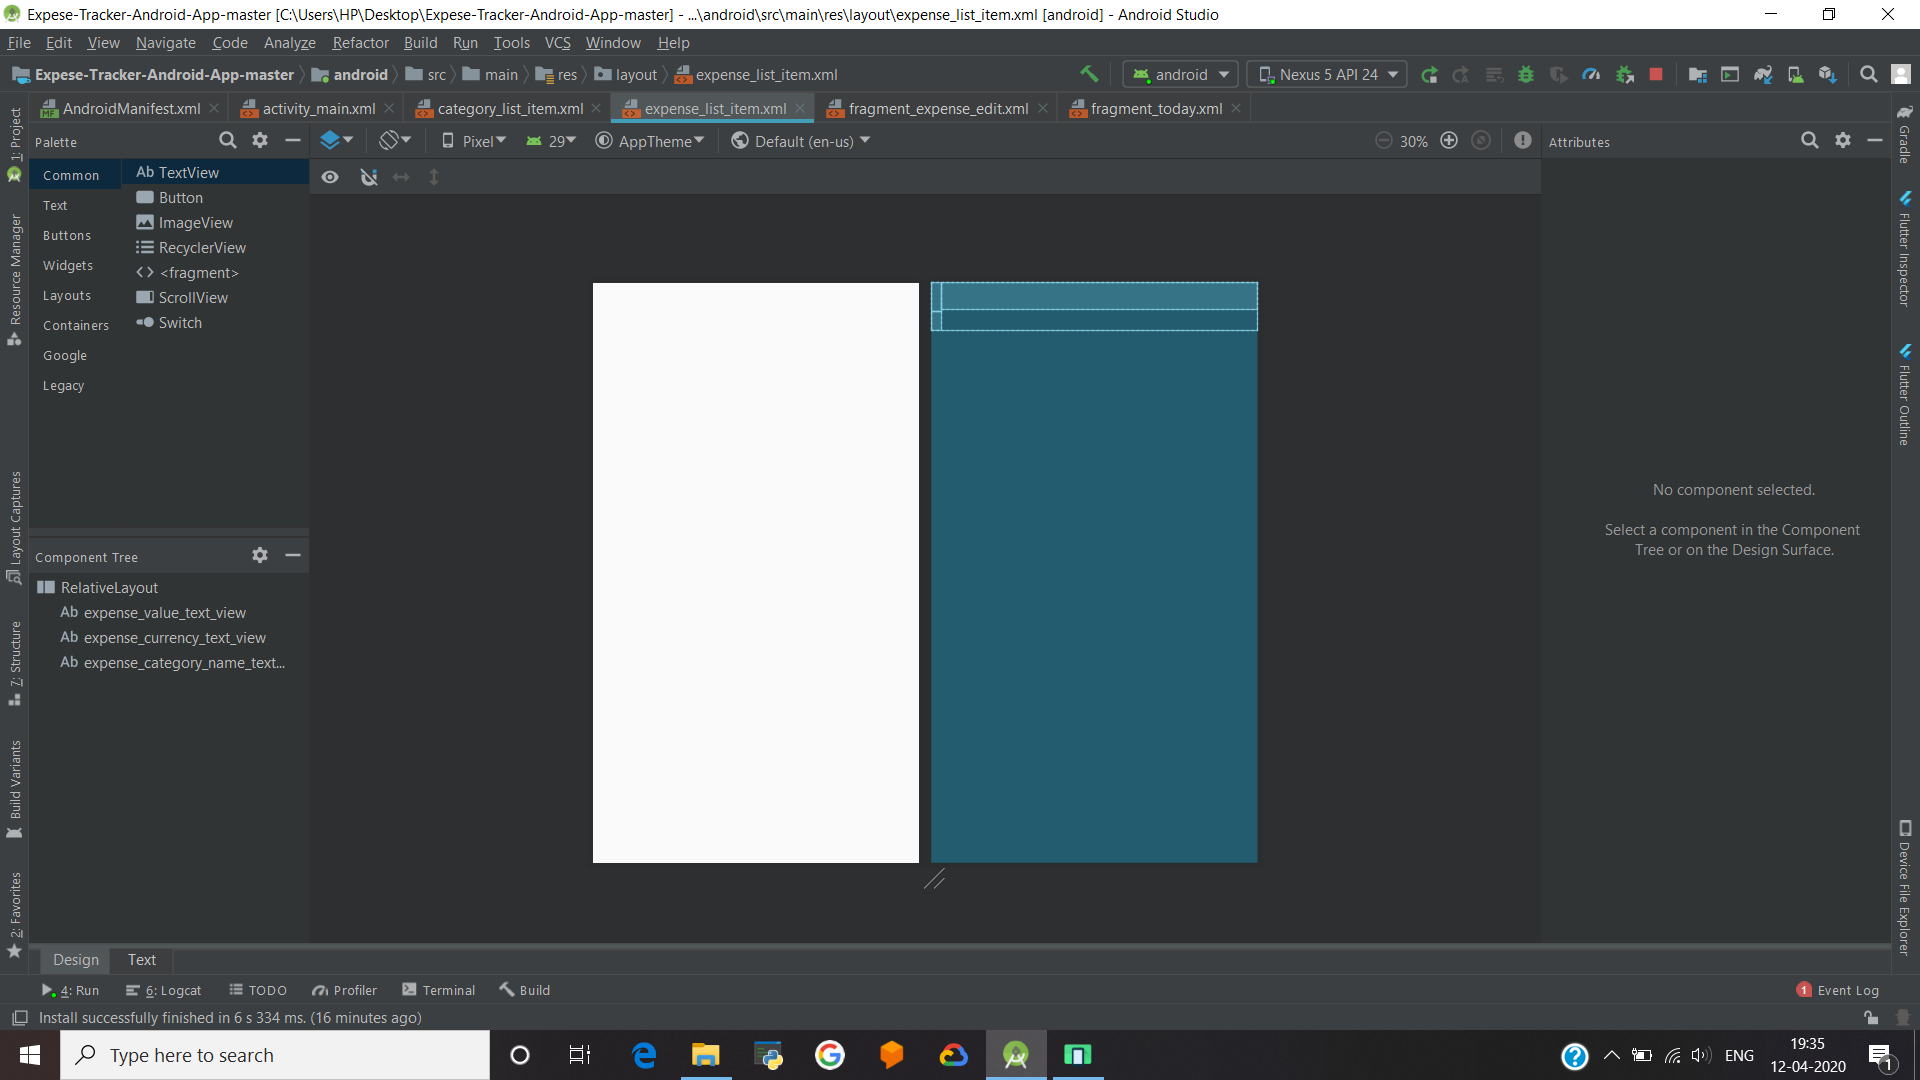 Expese-Tracker-Android-App-master [C:\Users\HP\Desktop\Expese-Tracker-Android-App-master] - ...\android\src\main\res\layout\expense_list_item.xml [android] - Android Studio
File Edit View Navigate Code Analyze Refactor Build Run Tools VCS Window Help
Expese-Tracker-Android-App-master android src main res layout expense_list_item.xml android Nexus 5 API 24
AndroidManifest.xml activity_main.xml category_list_item.xml expense_list_item.xml fragment_expense_edit.xml fragment_today.xml
Palette Pixel 29 AppTheme Default (en-us) 30% Attributes
Common
Text
Buttons
Widgets
Layouts
Containers
Google
Legacy
Ab TextView
Button
ImageView
RecyclerView
<fragment>
ScrollView
Switch
Component Tree
RelativeLayout
Ab expense_value_text_view
Ab expense_currency_text_view
Ab expense_category_name_text...
No component selected.
Select a component in the Component
Tree or on the Design Surface.
1: Project
Resource Manager
Layout Captures
7: Structure
Build Variants
2: Favorites
Gradle
Flutter Inspector
Flutter Outline
Device File Explorer
Design Text
4: Run 6: Logcat TODO Profiler Terminal Build 1 Event Log
Install successfully finished in 6 s 334 ms. (16 minutes ago)
Type here to search
ENG
19:35
12-04-2020
1